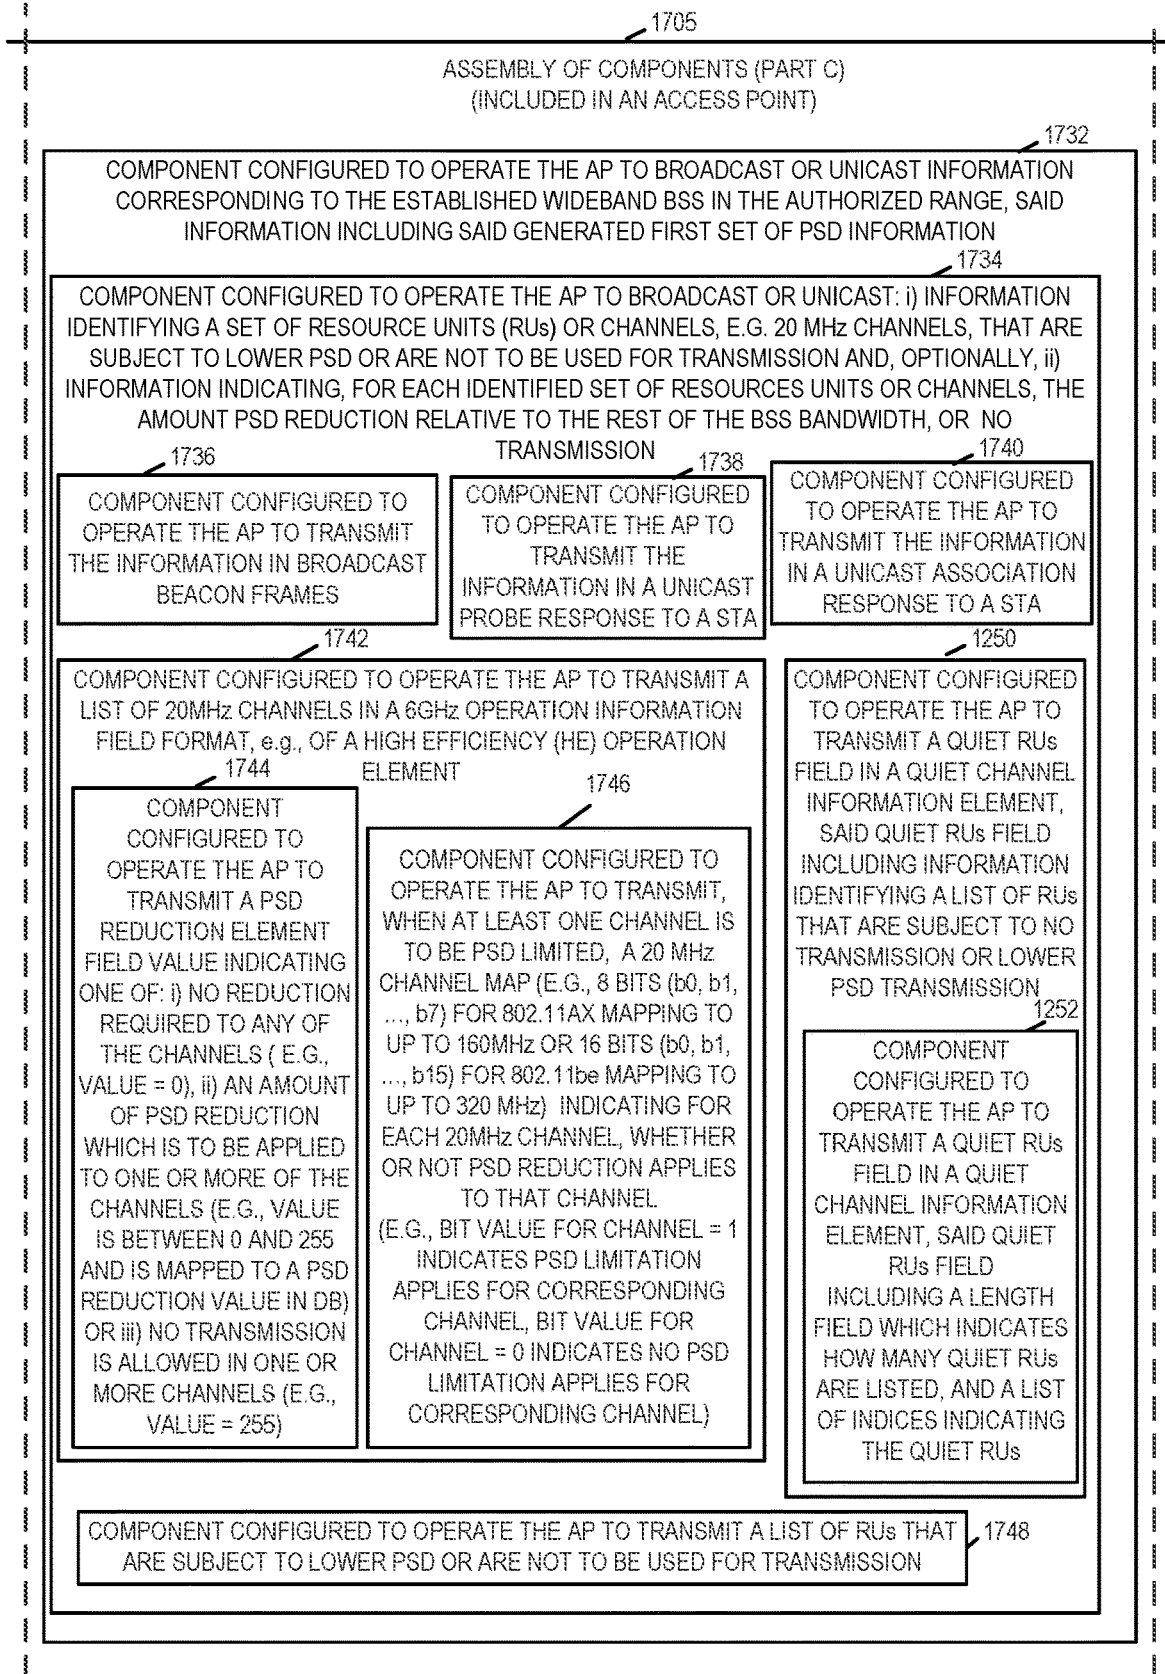 1705
ASSEMBLY OF COMPONENTS (PART C)
(INCLUDED IN AN ACCESS POINT)
1732
COMPONENT CONFIGURED TO OPERATE THE AP TO BROADCAST OR UNICAST INFORMATION
CORRESPONDING TO THE ESTABLISHED WIDEBAND BSS IN THE AUTHORIZED RANGE, SAID
INFORMATION INCLUDING SAID GENERATED FIRST SET OF PSD INFORMATION
1734
COMPONENT CONFIGURED TO OPERATE THE AP TO BROADCAST OR UNICAST: i) INFORMATION
IDENTIFYING A SET OF RESOURCE UNITS (RUs) OR CHANNELS, E.G. 20 MHz CHANNELS, THAT ARE
SUBJECT TO LOWER PSD OR ARE NOT TO BE USED FOR TRANSMISSION AND, OPTIONALLY, ii)
INFORMATION INDICATING, FOR EACH IDENTIFIED SET OF RESOURCES UNITS OR CHANNELS, THE
AMOUNT PSD REDUCTION RELATIVE TO THE REST OF THE BSS BANDWIDTH, OR NO
TRANSMISSION
1736
COMPONENT CONFIGURED TO
OPERATE THE AP TO TRANSMIT
THE INFORMATION IN BROADCAST
BEACON FRAMES
1738
COMPONENT CONFIGURED
TO OPERATE THE AP TO
TRANSMIT THE
INFORMATION IN A UNICAST
PROBE RESPONSE TO A STA
1740
COMPONENT CONFIGURED
TO OPERATE THE AP TO
TRANSMIT THE INFORMATION
IN A UNICAST ASSOCIATION
RESPONSE TO A STA
1742
COMPONENT CONFIGURED TO OPERATE THE AP TO TRANSMIT A
LIST OF 20MHz CHANNELS IN A 6GHz OPERATION INFORMATION
FIELD FORMAT, e.g., OF A HIGH EFFICIENCY (HE) OPERATION
ELEMENT
1744
COMPONENT
CONFIGURED TO
OPERATE THE AP TO
TRANSMIT A PSD
REDUCTION ELEMENT
FIELD VALUE INDICATING
ONE OF: i) NO REDUCTION
REQUIRED TO ANY OF
THE CHANNELS ( E.G.,
VALUE = 0), ii) AN AMOUNT
OF PSD REDUCTION
WHICH IS TO BE APPLIED
TO ONE OR MORE OF THE
CHANNELS (E.G., VALUE
IS BETWEEN 0 AND 255
AND IS MAPPED TO A PSD
REDUCTION VALUE IN DB)
OR iii) NO TRANSMISSION
IS ALLOWED IN ONE OR
MORE CHANNELS (E.G.,
VALUE = 255)
1746
COMPONENT CONFIGURED TO
OPERATE THE AP TO TRANSMIT,
WHEN AT LEAST ONE CHANNEL IS
TO BE PSD LIMITED, A 20 MHz
CHANNEL MAP (E.G., 8 BITS (b0, b1,
..., b7) FOR 802.11AX MAPPING TO
UP TO 160MHz OR 16 BITS (b0, b1,
..., b15) FOR 802.11be MAPPING TO
UP TO 320 MHz) INDICATING FOR
EACH 20MHz CHANNEL, WHETHER
OR NOT PSD REDUCTION APPLIES
TO THAT CHANNEL
(E.G., BIT VALUE FOR CHANNEL = 1
INDICATES PSD LIMITATION
APPLIES FOR CORRESPONDING
CHANNEL, BIT VALUE FOR
CHANNEL = 0 INDICATES NO PSD
LIMITATION APPLIES FOR
CORRESPONDING CHANNEL)
1250
COMPONENT CONFIGURED
TO OPERATE THE AP TO
TRANSMIT A QUIET RUs
FIELD IN A QUIET CHANNEL
INFORMATION ELEMENT,
SAID QUIET RUs FIELD
INCLUDING INFORMATION
IDENTIFYING A LIST OF RUs
THAT ARE SUBJECT TO NO
TRANSMISSION OR LOWER
PSD TRANSMISSION
1252
COMPONENT
CONFIGURED TO
OPERATE THE AP TO
TRANSMIT A QUIET RUs
FIELD IN A QUIET
CHANNEL INFORMATION
ELEMENT, SAID QUIET
RUs FIELD
INCLUDING A LENGTH
FIELD WHICH INDICATES
HOW MANY QUIET RUs
ARE LISTED, AND A LIST
OF INDICES INDICATING
THE QUIET RUs
COMPONENT CONFIGURED TO OPERATE THE AP TO TRANSMIT A LIST OF RUs THAT
ARE SUBJECT TO LOWER PSD OR ARE NOT TO BE USED FOR TRANSMISSION
1748